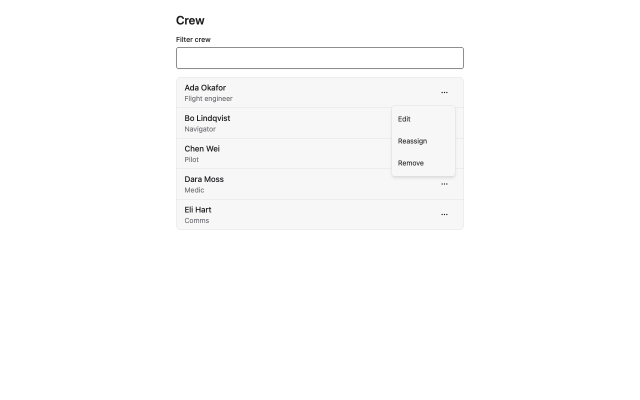 Crew
Filter crew
Ada Okafor
Flight engineer
Bo Lindqvist
Navigator
Edit
Chen Wei
Pilot
Reassign
Remove
Dara Moss
Medic
Eli Hart
Comms